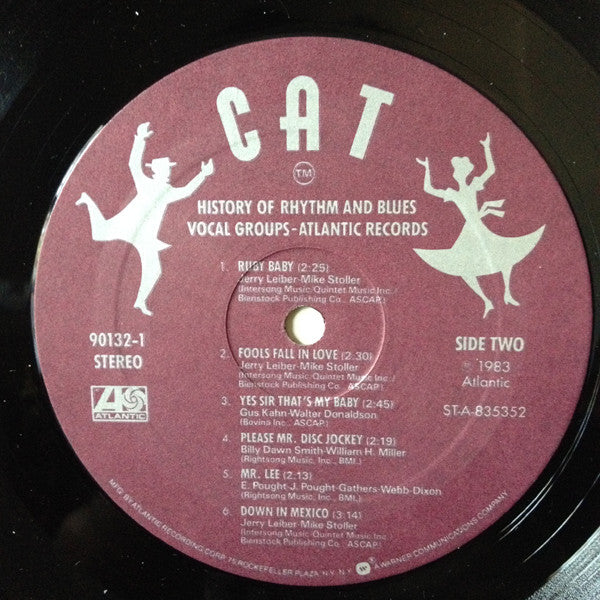 CAT
TM
HISTORY OF RHYTHM AND BLUES
VOCAL GROUPS-ATLANTIC RECORDS
1. RUBY BABY (2:25)
Jerry Leiber-Mike Stoller
(Intersong Music, Quintet Music Inc./
Bienstock Publishing Co., ASCAP)
90132-1
STEREO
SIDE TWO
℗ 1983
Atlantic
ST-A-835352
ATLANTIC
2. FOOLS FALL IN LOVE (2:30)
Jerry Leiber-Mike Stoller
(Intersong Music, Quintet Music Inc./
Bienstock Publishing Co., ASCAP)
3. YES SIR THAT'S MY BABY (2:45)
Gus Kahn-Walter Donaldson
(Bovina Inc., ASCAP)
4. PLEASE MR. DISC JOCKEY (2:19)
Billy Dawn Smith-William H. Miller
(Rightsong Music, Inc., BMI)
5. MR. LEE (2:13)
E. Pought-J. Pought-Gathers-Webb-Dixon
(Rightsong Music, Inc., BMI)
6. DOWN IN MEXICO (3:14)
Jerry Leiber-Mike Stoller
(Intersong Music, Quintet Music Inc./
Bienstock Publishing Co., ASCAP)
MFG. BY ATLANTIC RECORDING CORP., 75 ROCKEFELLER PLAZA, N.Y., N.Y. A WARNER COMMUNICATIONS COMPANY